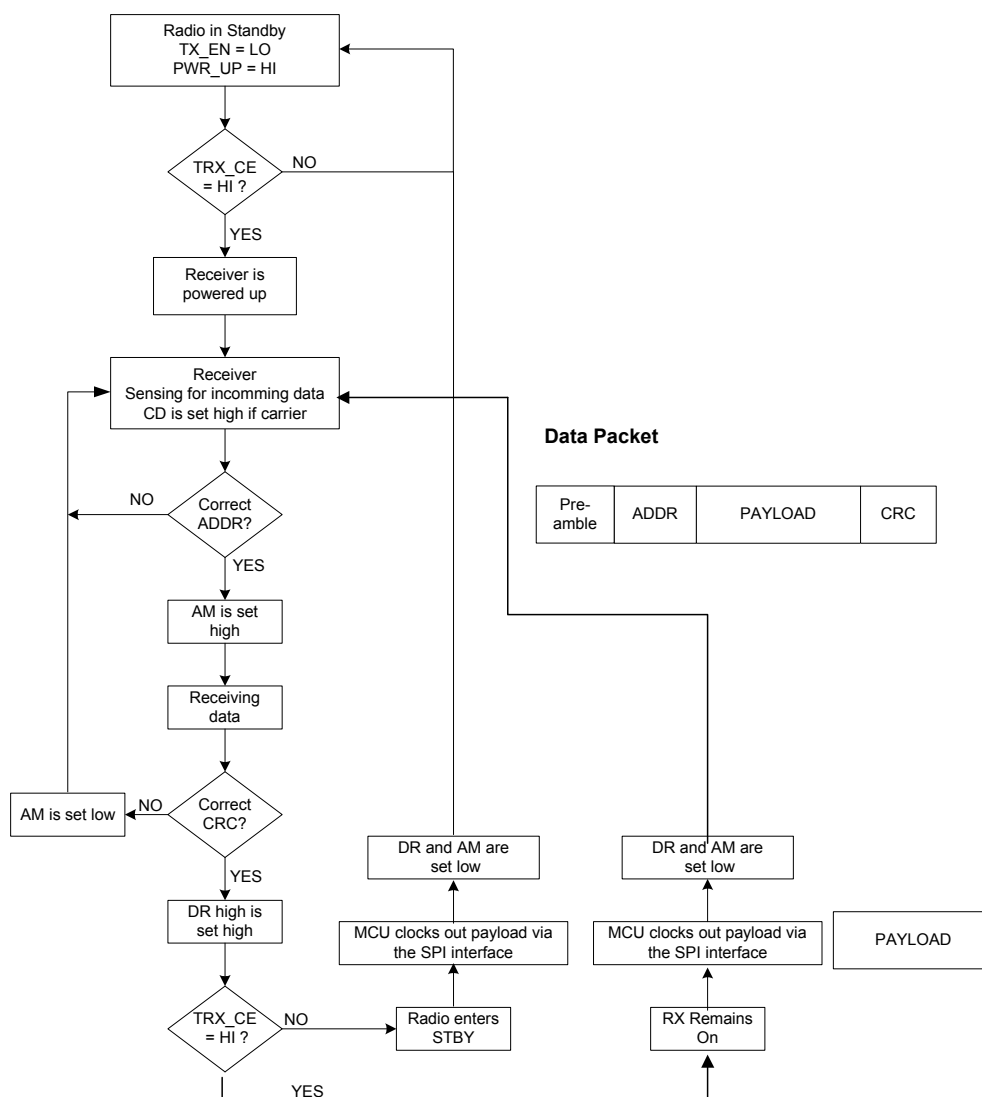 Radio in Standby
TX_EN = LO
PWR_UP = HI
TRX_CE
= HI ?
NO
YES
Receiver is
powered up
Receiver
Sensing for incomming data
CD is set high if carrier
Data Packet
Pre-
amble
ADDR
PAYLOAD
CRC
NO
Correct
ADDR?
YES
AM is set
high
Receiving
data
AM is set low
NO
Correct
CRC?
YES
DR high is
set high
TRX_CE
= HI ?
NO
YES
DR and AM are
set low
MCU clocks out payload via
the SPI interface
Radio enters
STBY
DR and AM are
set low
MCU clocks out payload via
the SPI interface
RX Remains
On
PAYLOAD